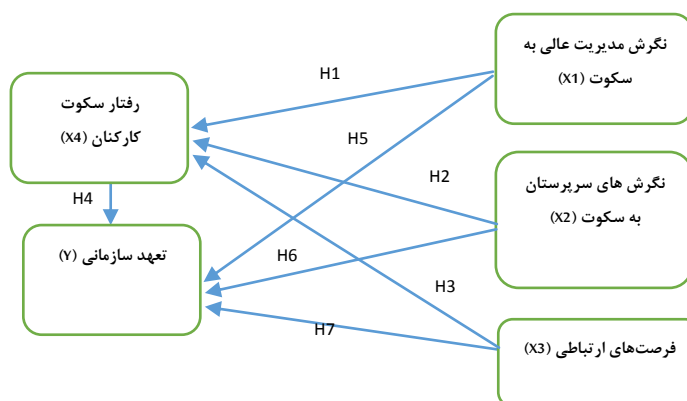 نگرش مدیریت عالی به
سکوت (X1)
H1
رفتار سکوت
کارکنان (X4)
H5
H2
نگرش های سرپرستان
به سکوت (X2)
H4
تعهد سازمانی (Y)
H6
H3
H7
فرصت‌های ارتباطی (X3)